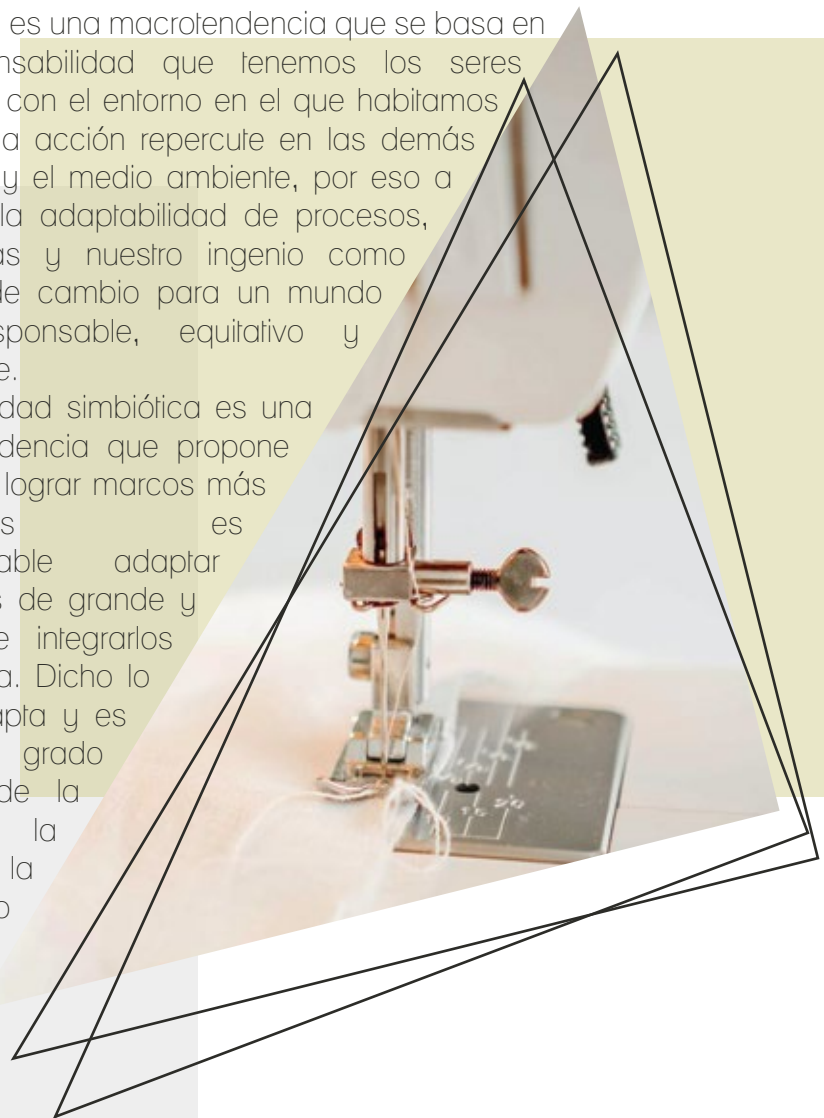 es una macrotendencia que se basa en
nsabilidad que tenemos los seres
con el entorno en el que habitamos
a acción repercute en las demás
y el medio ambiente, por eso a
la adaptabilidad de procesos,
as y nuestro ingenio como
de cambio para un mundo
sponsable, equitativo y
e.
dad simbiótica es una
dencia que propone
lograr marcos más
s es
able adaptar
s de grande y
e integrarlos
a. Dicho lo
apta y es
grado
de la
la
la
o